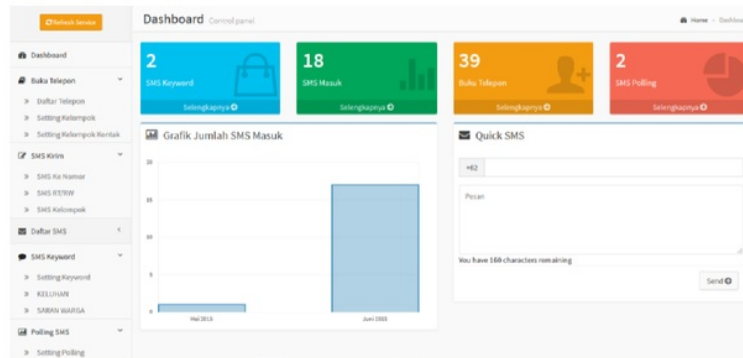 Refresh Service
Dashboard Control panel
Home > Dashboa
Dashboard
Buku Telepon
» Daftar Telepon
» Setting Kelompok
» Setting Kelompok Kontak
SMS Kirim
» SMS Ke Nomor
» SMS RT/RW
» SMS Kelompok
Daftar SMS
SMS Keyword
» Setting Keyword
» KELUHAN
» SARAN WARGA
Polling SMS
» Setting Polling
2
SMS Keyword
Selengkapnya
18
SMS Masuk
Selengkapnya
39
Buku Telepon
Selengkapnya
2
SMS Polling
Selengkapnya
Grafik Jumlah SMS Masuk
20
15
10
5
0
Mei 2015
Juni 2015
Quick SMS
+62
Pesan
You have 160 characters remaining
Send